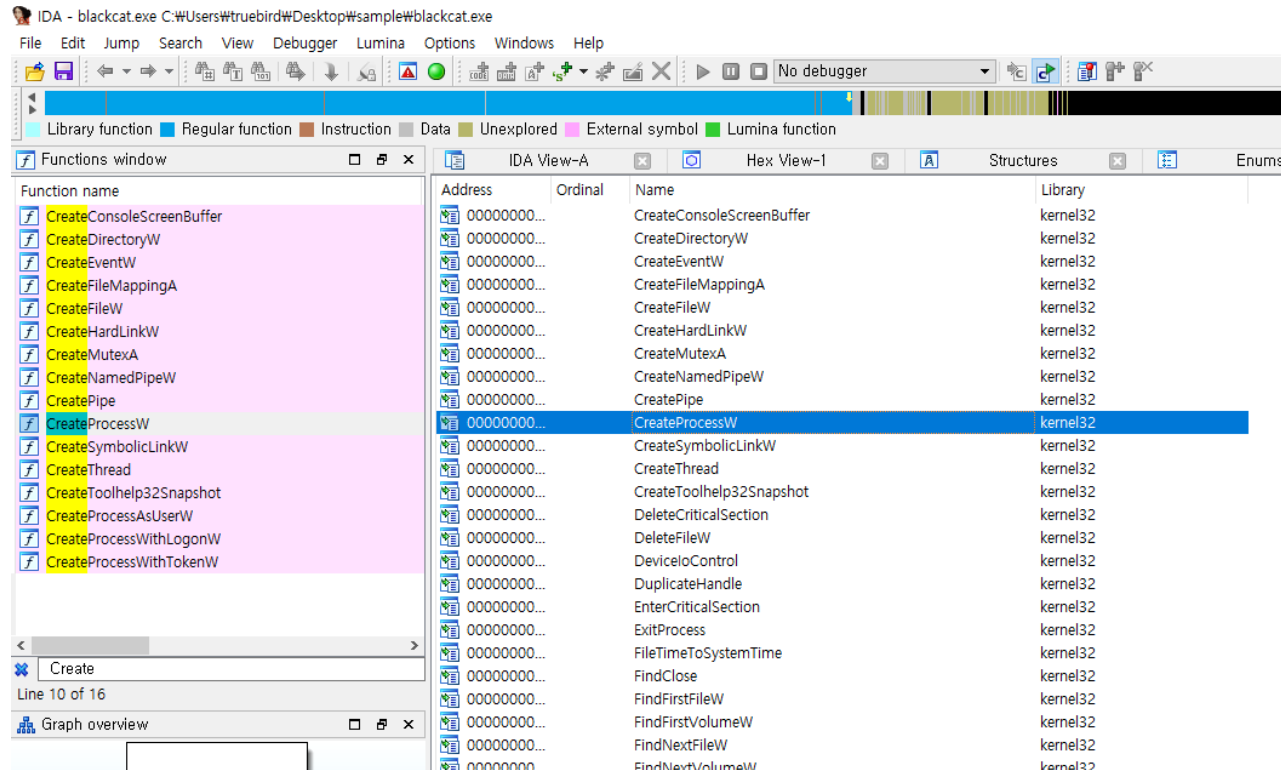 IDA - blackcat.exe C:₩Users₩truebird₩Desktop₩sample₩blackcat.exe
File Edit Jump Search View Debugger Lumina Options Windows Help
No debugger
Library function Regular function Instruction Data Unexplored External symbol Lumina function
Functions window
IDA View-A Hex View-1 Structures Enums
Function name
Address Ordinal Name Library
CreateConsoleScreenBuffer 00000000... CreateConsoleScreenBuffer kernel32
CreateDirectoryW 00000000... CreateDirectoryW kernel32
CreateEventW 00000000... CreateEventW kernel32
CreateFileMappingA 00000000... CreateFileMappingA kernel32
CreateFileW 00000000... CreateFileW kernel32
CreateHardLinkW 00000000... CreateHardLinkW kernel32
CreateMutexA 00000000... CreateMutexA kernel32
CreateNamedPipeW 00000000... CreateNamedPipeW kernel32
CreatePipe 00000000... CreatePipe kernel32
CreateProcessW 00000000... CreateProcessW kernel32
CreateSymbolicLinkW 00000000... CreateSymbolicLinkW kernel32
CreateThread 00000000... CreateThread kernel32
CreateToolhelp32Snapshot 00000000... CreateToolhelp32Snapshot kernel32
CreateProcessAsUserW 00000000... DeleteCriticalSection kernel32
CreateProcessWithLogonW 00000000... DeleteFileW kernel32
CreateProcessWithTokenW 00000000... DeviceIoControl kernel32
00000000... DuplicateHandle kernel32
00000000... EnterCriticalSection kernel32
00000000... ExitProcess kernel32
00000000... FileTimeToSystemTime kernel32
Create 00000000... FindClose kernel32
Line 10 of 16 00000000... FindFirstFileW kernel32
Graph overview 00000000... FindFirstVolumeW kernel32
00000000... FindNextFileW kernel32
00000000... FindNextVolumeW kernel32